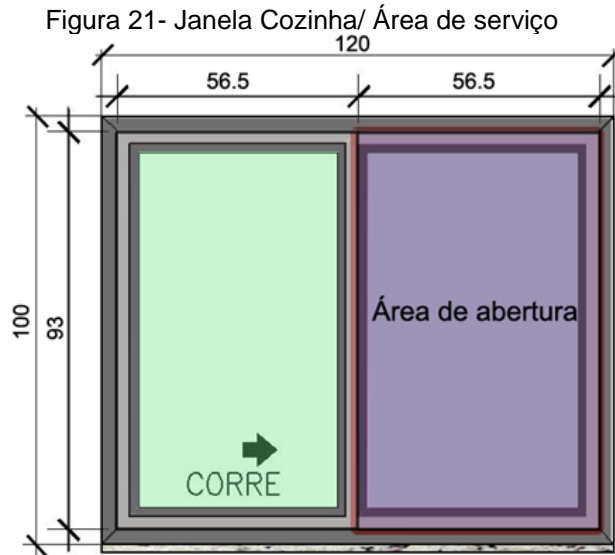 Figura 21- Janela Cozinha/ Área de serviço
120
56.5 56.5
100
93
Área de abertura
CORRE